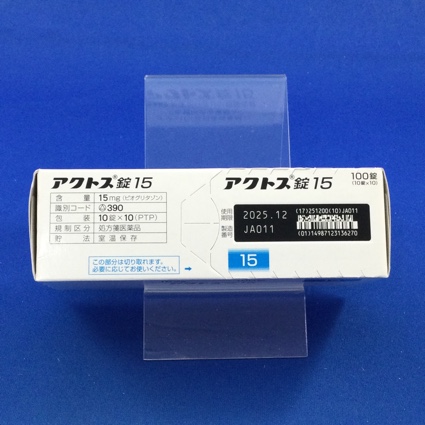 アクトス®錠15
含量 15mg(ピオグリタゾン)
識別コード 390
包装 10錠×10(PTP)
規制区分 処方箋医薬品
貯法 室温保存
この部分は切り取れます。
必要に応じてお使いください。
アクトス®錠15
100錠
(10錠×10)
使用期限 2025.12
製造番号 JA011
(17)251200(10)JA011
(01)14987123136270
15